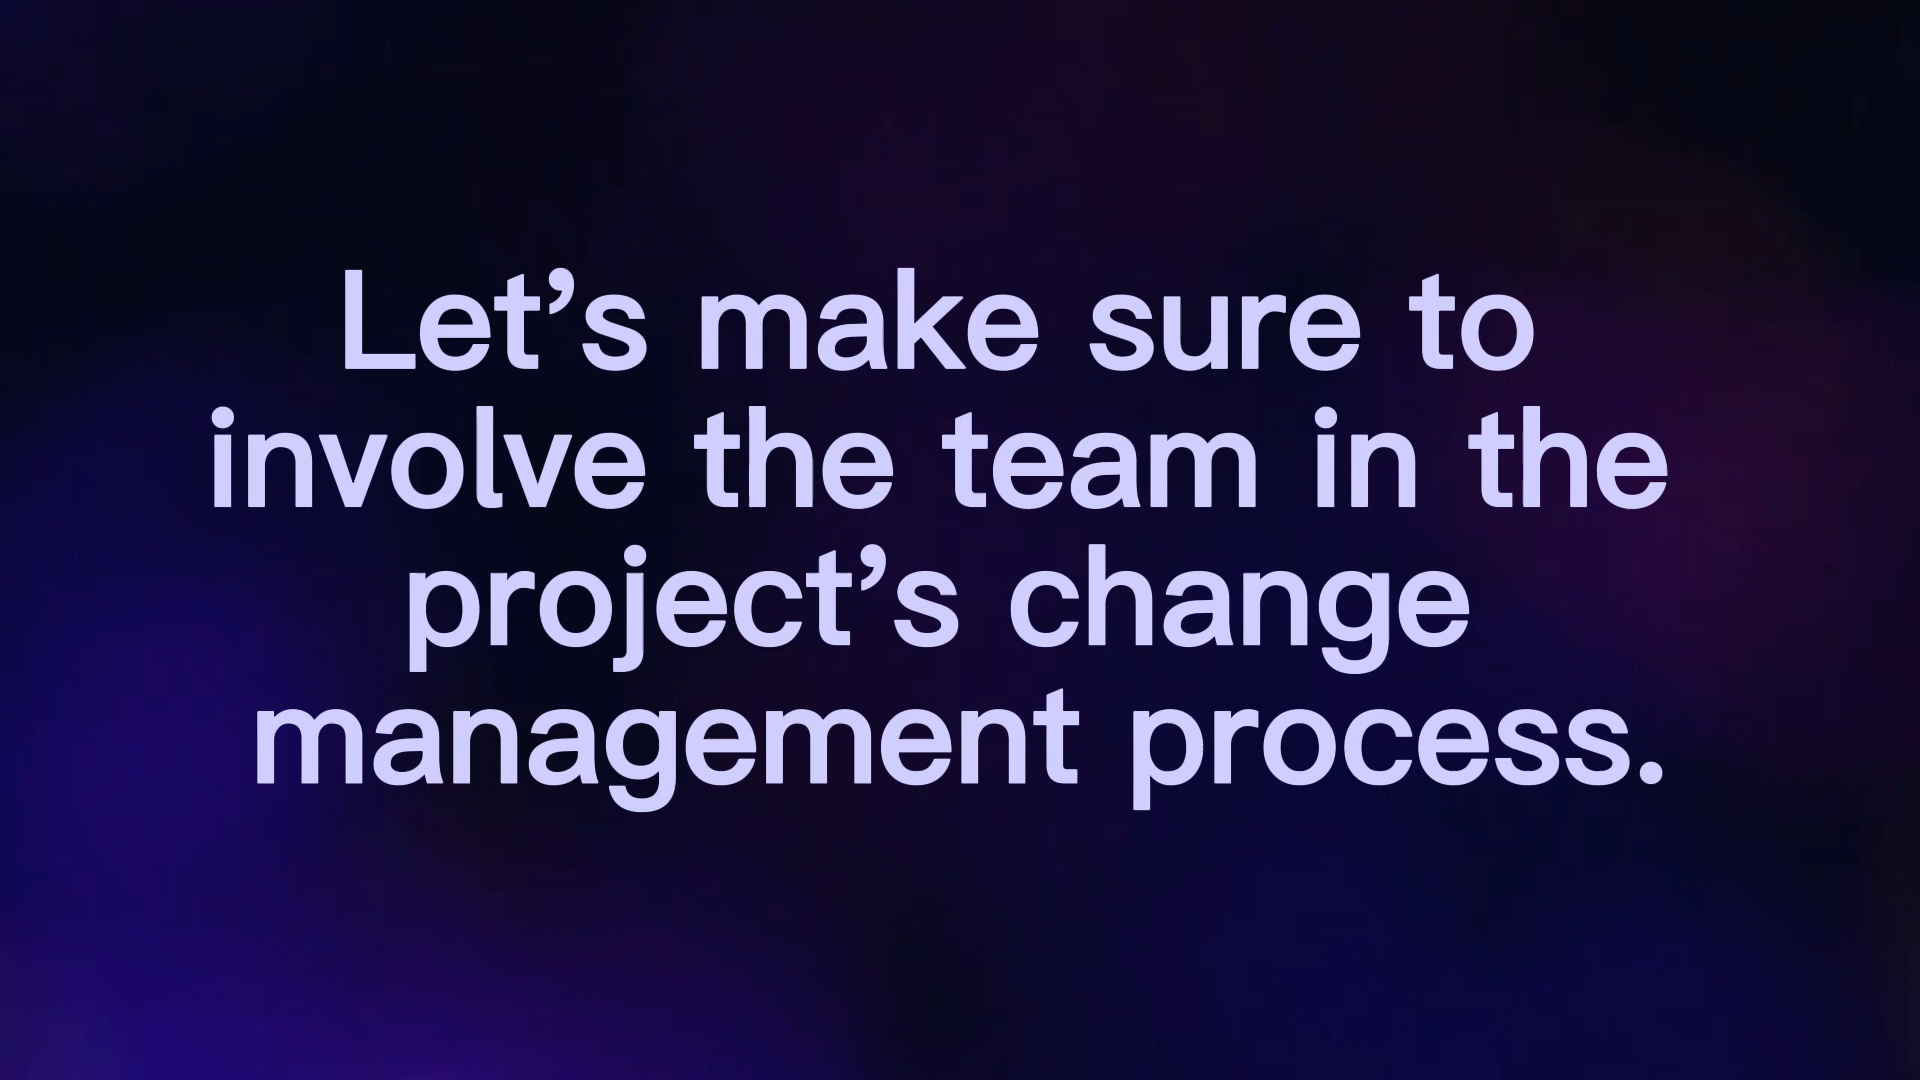 Let’s make sure to
involve the team in the
project’s change
management process.